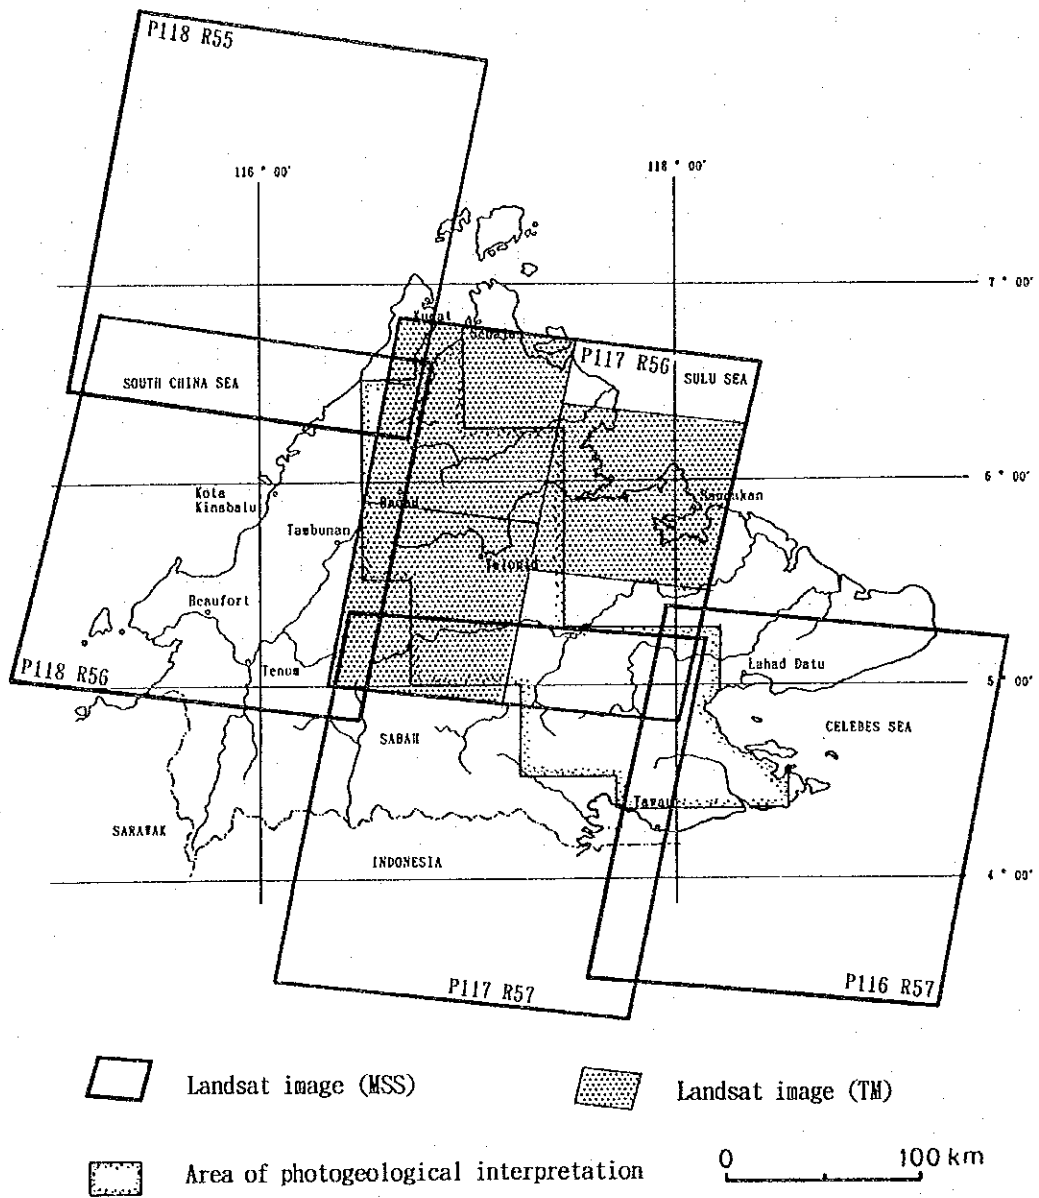 P118 R55
116° 00'
118° 00'
7° 00'
Kudat
P117 R56
SOUTH CHINA SEA
SULU SEA
6° 00'
Kota
Kinabalu
Sandakan
Tambunan
Telupid
Beaufort
P118 R56
Tenom
Lahad Datu
5° 00'
SABAH
CELEBES SEA
Tawau
SARAWAK
INDONESIA
4° 00'
P117 R57
P116 R57
Landsat image (MSS)
Landsat image (TM)
Area of photogeological interpretation
0 100 km